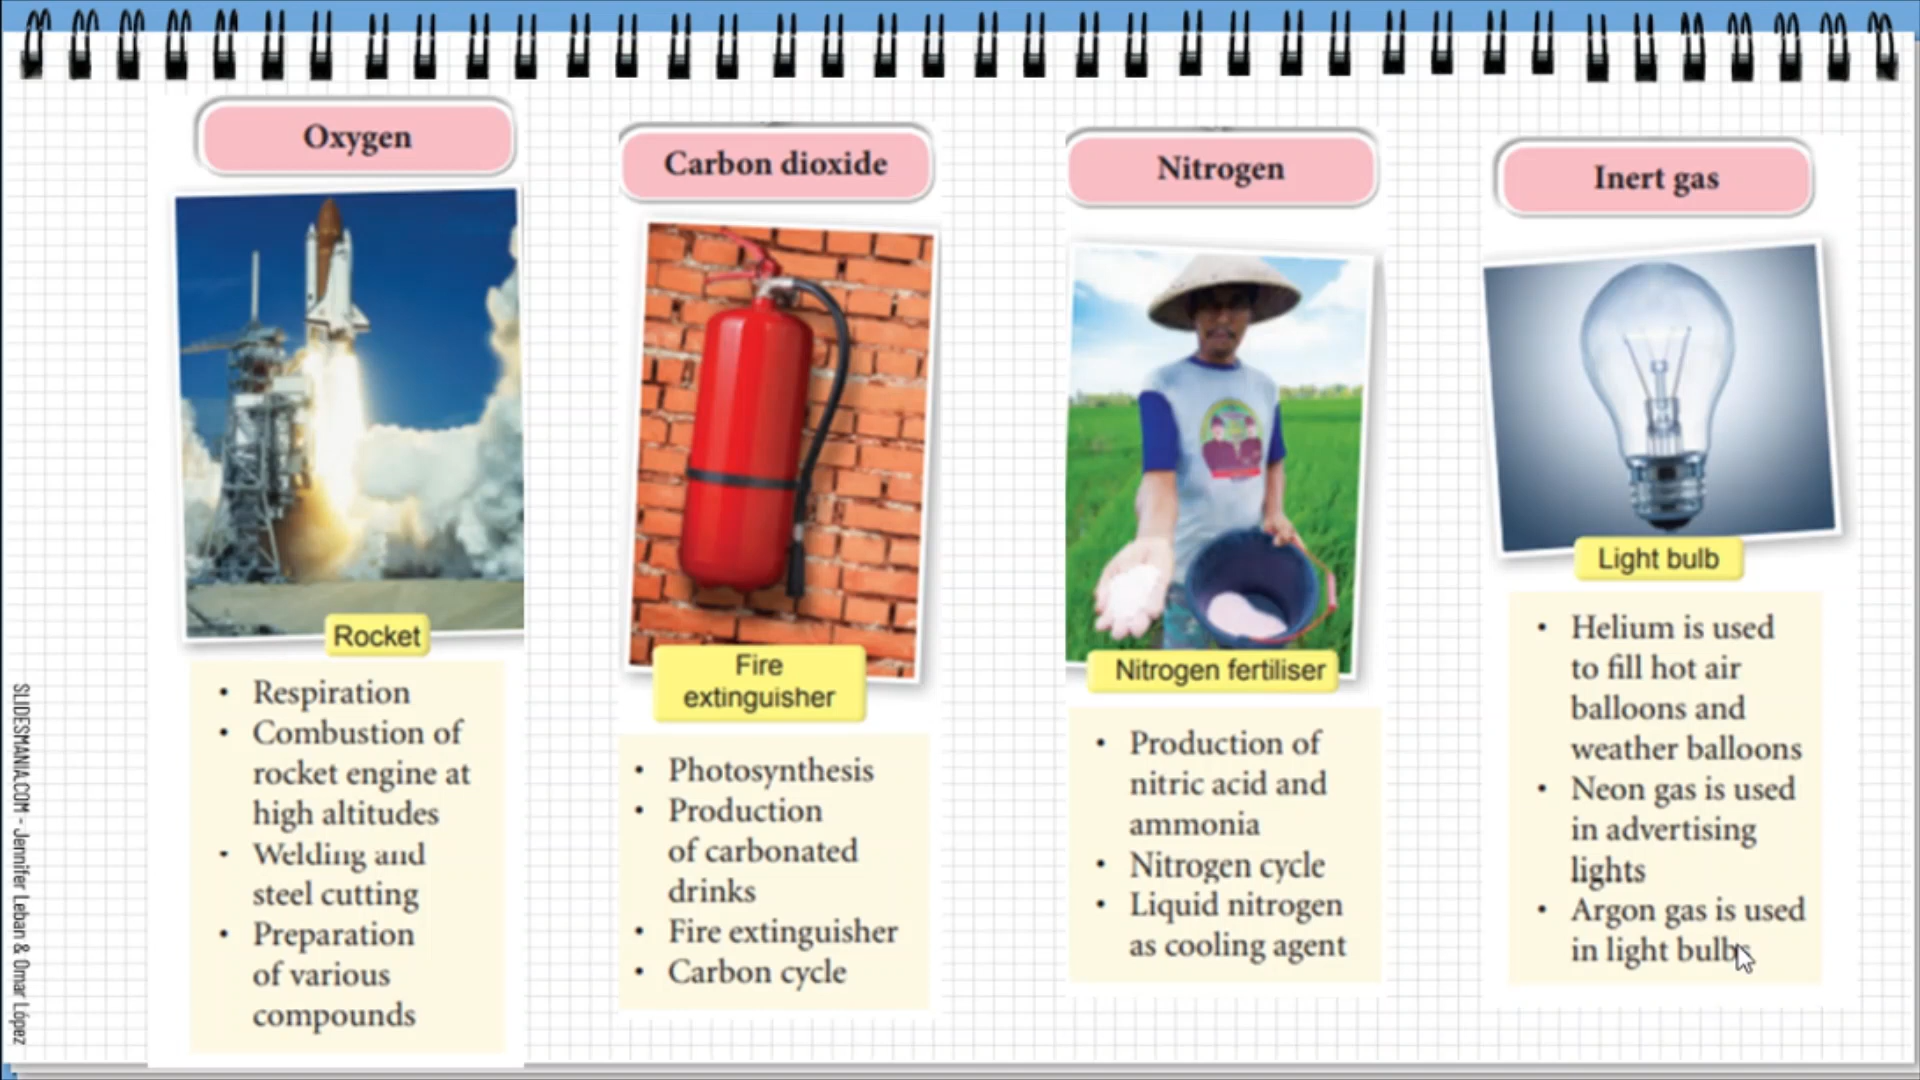 Oxygen
Rocket
• Respiration
• Combustion of
rocket engine at
high altitudes
• Welding and
steel cutting
• Preparation
of various
compounds
Carbon dioxide
Fire
extinguisher
• Photosynthesis
• Production
of carbonated
drinks
• Fire extinguisher
• Carbon cycle
Nitrogen
Nitrogen fertiliser
• Production of
nitric acid and
ammonia
• Nitrogen cycle
• Liquid nitrogen
as cooling agent
Inert gas
Light bulb
• Helium is used
to fill hot air
balloons and
weather balloons
• Neon gas is used
in advertising
lights
• Argon gas is used
in light bulbs
SLIDESMANIA.COM - Jennifer Leban & Omar López